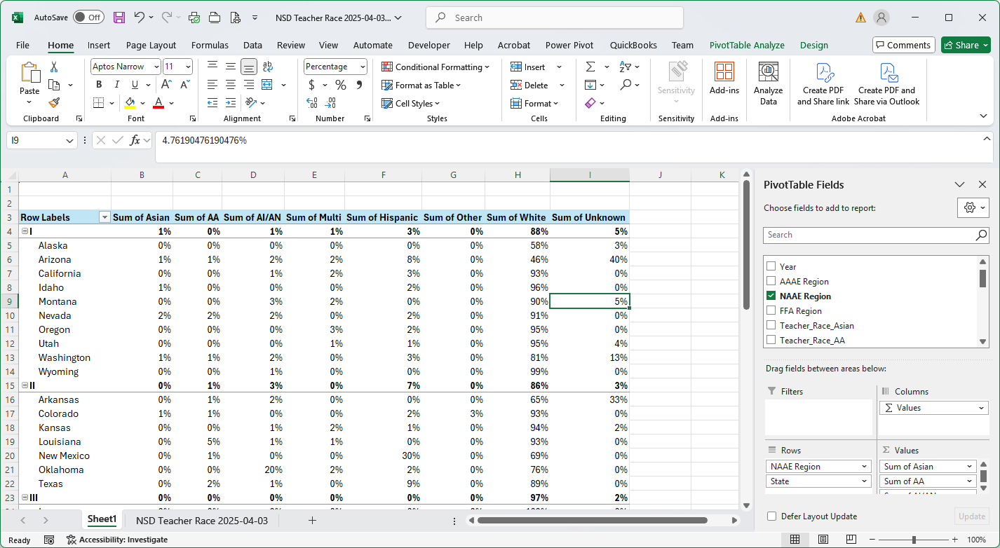 AutoSave Off NSD Teacher Race 2025-04-03... Search
File Home Insert Page Layout Formulas Data Review View Automate Developer Help Acrobat Power Pivot QuickBooks Team PivotTable Analyze Design Comments Share
Paste Aptos Narrow 11 B I U A A A ab Percentage $ % 9 Conditional Formatting Format as Table Cell Styles Insert Delete Format Sensitivity Add-ins Analyze Data Create PDF and Share link Create PDF and Share via Outlook
Clipboard Font Alignment Number Styles Cells Editing Sensitivity Add-ins Adobe Acrobat
I9 fx 4.76190476190476%
A B C D E F G H I J K
1
2
3 Row Labels Sum of Asian Sum of AA Sum of AI/AN Sum of Multi Sum of Hispanic Sum of Other Sum of White Sum of Unknown
4 I 1% 0% 1% 1% 3% 0% 88% 5%
5 Alaska 0% 0% 0% 0% 0% 0% 58% 3%
6 Arizona 1% 1% 2% 2% 8% 0% 46% 40%
7 California 0% 0% 1% 2% 3% 0% 93% 0%
8 Idaho 1% 0% 0% 0% 2% 0% 96% 0%
9 Montana 0% 0% 3% 2% 0% 0% 90% 5%
10 Nevada 2% 2% 2% 0% 2% 0% 91% 0%
11 Oregon 0% 0% 0% 3% 2% 0% 95% 0%
12 Utah 0% 0% 0% 1% 1% 0% 95% 4%
13 Washington 1% 1% 2% 0% 3% 0% 81% 13%
14 Wyoming 0% 0% 1% 0% 0% 0% 99% 0%
15 II 0% 1% 3% 0% 7% 0% 86% 3%
16 Arkansas 0% 1% 2% 0% 0% 0% 65% 33%
17 Colorado 1% 1% 0% 0% 2% 3% 93% 0%
18 Kansas 0% 0% 1% 2% 1% 0% 94% 2%
19 Louisiana 0% 5% 1% 1% 0% 0% 93% 0%
20 New Mexico 0% 1% 0% 0% 30% 0% 69% 0%
21 Oklahoma 0% 0% 20% 2% 2% 0% 76% 0%
22 Texas 0% 2% 1% 0% 9% 0% 89% 0%
23 III 0% 0% 0% 0% 0% 0% 97% 2%
Sheet1 NSD Teacher Race 2025-04-03
PivotTable Fields
Choose fields to add to report:
Search
Year
AAAE Region
NAAE Region
FFA Region
Teacher_Race_Asian
Teacher_Race_AA
Drag fields between areas below:
Filters Columns
Σ Values
Rows Σ Values
NAAE Region Sum of Asian
State Sum of AA
Defer Layout Update Update
Ready Accessibility: Investigate 100%